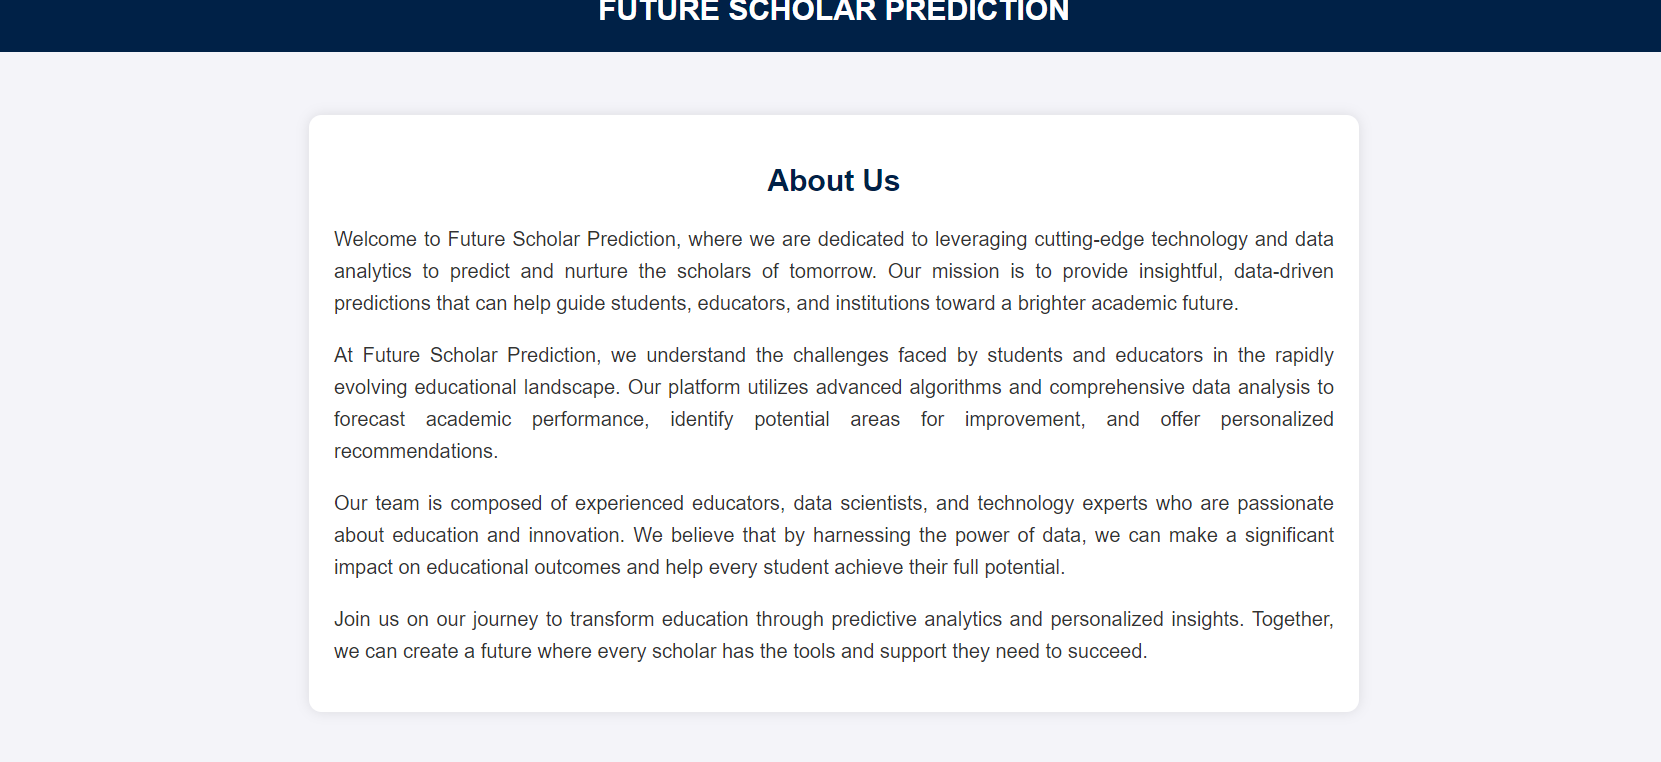 FUTURE SCHOLAR PREDICTION
About Us
Welcome to Future Scholar Prediction, where we are dedicated to leveraging cutting-edge technology and data
analytics to predict and nurture the scholars of tomorrow. Our mission is to provide insightful, data-driven
predictions that can help guide students, educators, and institutions toward a brighter academic future.
At Future Scholar Prediction, we understand the challenges faced by students and educators in the rapidly
evolving educational landscape. Our platform utilizes advanced algorithms and comprehensive data analysis to
forecast academic performance, identify potential areas for improvement, and offer personalized
recommendations.
Our team is composed of experienced educators, data scientists, and technology experts who are passionate
about education and innovation. We believe that by harnessing the power of data, we can make a significant
impact on educational outcomes and help every student achieve their full potential.
Join us on our journey to transform education through predictive analytics and personalized insights. Together,
we can create a future where every scholar has the tools and support they need to succeed.